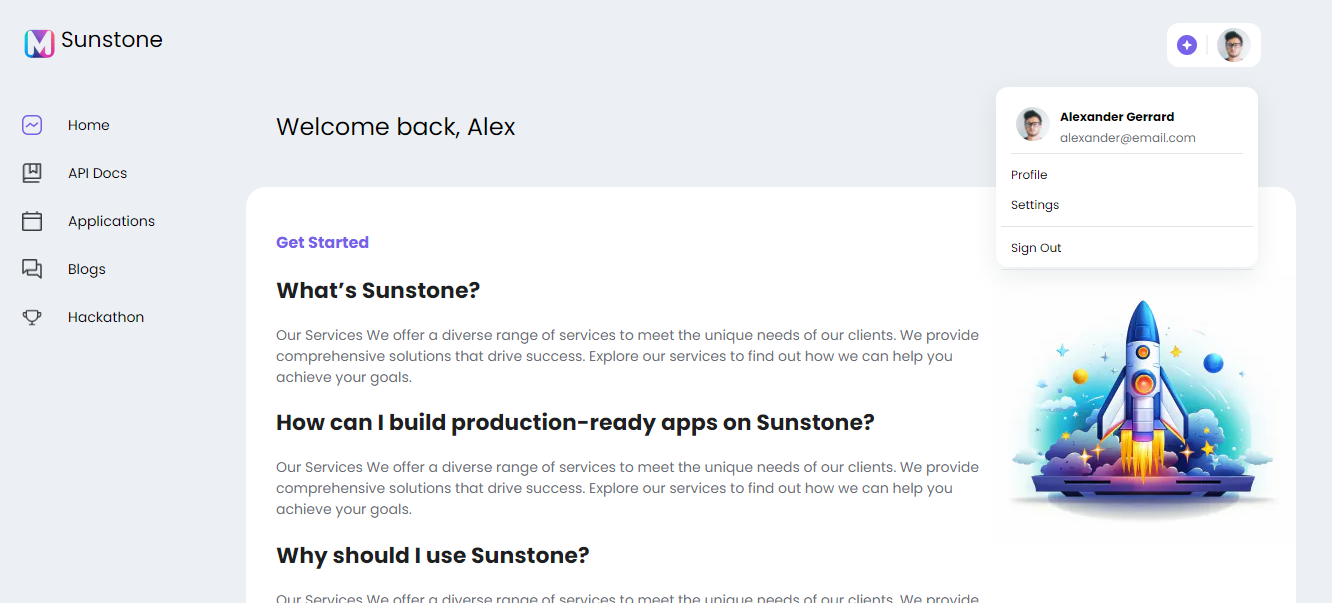 Sunstone
Alexander Gerrard
alexander@email.com
Profile
Settings
Sign Out
Home
API Docs
Applications
Blogs
Hackathon
Welcome back, Alex
Get Started
What’s Sunstone?
Our Services We offer a diverse range of services to meet the unique needs of our clients. We provide
comprehensive solutions that drive success. Explore our services to find out how we can help you
achieve your goals.
How can I build production-ready apps on Sunstone?
Our Services We offer a diverse range of services to meet the unique needs of our clients. We provide
comprehensive solutions that drive success. Explore our services to find out how we can help you
achieve your goals.
Why should I use Sunstone?
Our Services We offer a diverse range of services to meet the unique needs of our clients. We provide